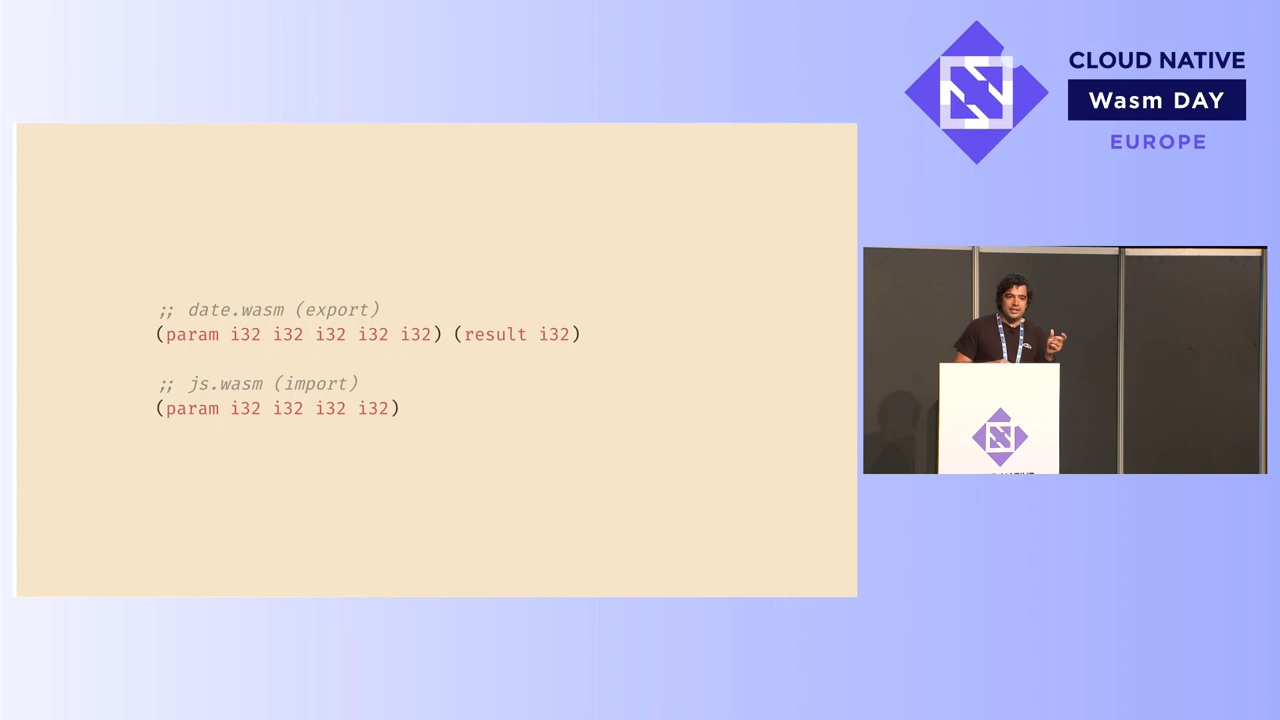 CLOUD NATIVE
Wasm DAY
EUROPE
;; date.wasm (export)
(param i32 i32 i32 i32 i32) (result i32)
;; js.wasm (import)
(param i32 i32 i32 i32)